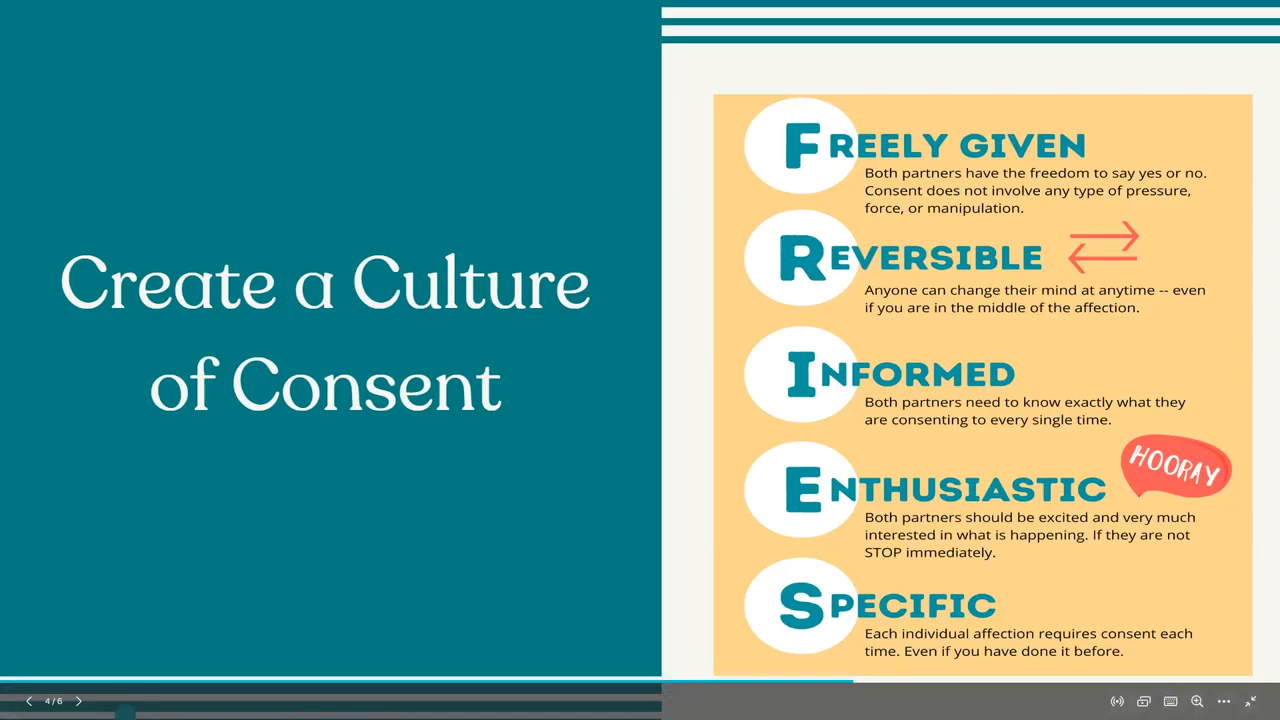 Create a Culture
of Consent
FREELY GIVEN
Both partners have the freedom to say yes or no.
Consent does not involve any type of pressure,
force, or manipulation.
REVERSIBLE
Anyone can change their mind at anytime -- even
if you are in the middle of the affection.
INFORMED
Both partners need to know exactly what they
are consenting to every single time.
HOORAY
ENTHUSIASTIC
Both partners should be excited and very much
interested in what is happening. If they are not
STOP immediately.
SPECIFIC
Each individual affection requires consent each
time. Even if you have done it before.
4/6